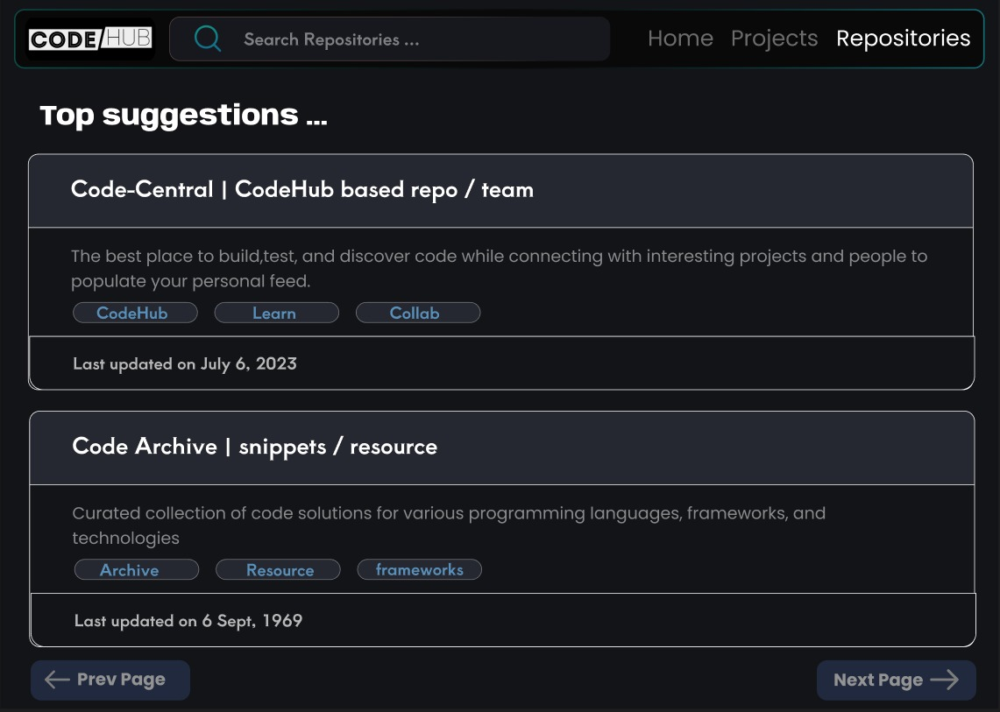 CODE/HUB
Search Repositories ...
Home Projects Repositories
Top suggestions ...
Code-Central | CodeHub based repo / team
The best place to build,test, and discover code while connecting with interesting projects and people to
populate your personal feed.
CodeHub Learn Collab
Last updated on July 6, 2023
Code Archive | snippets / resource
Curated collection of code solutions for various programming languages, frameworks, and
technologies
Archive Resource frameworks
Last updated on 6 Sept, 1969
Prev Page Next Page